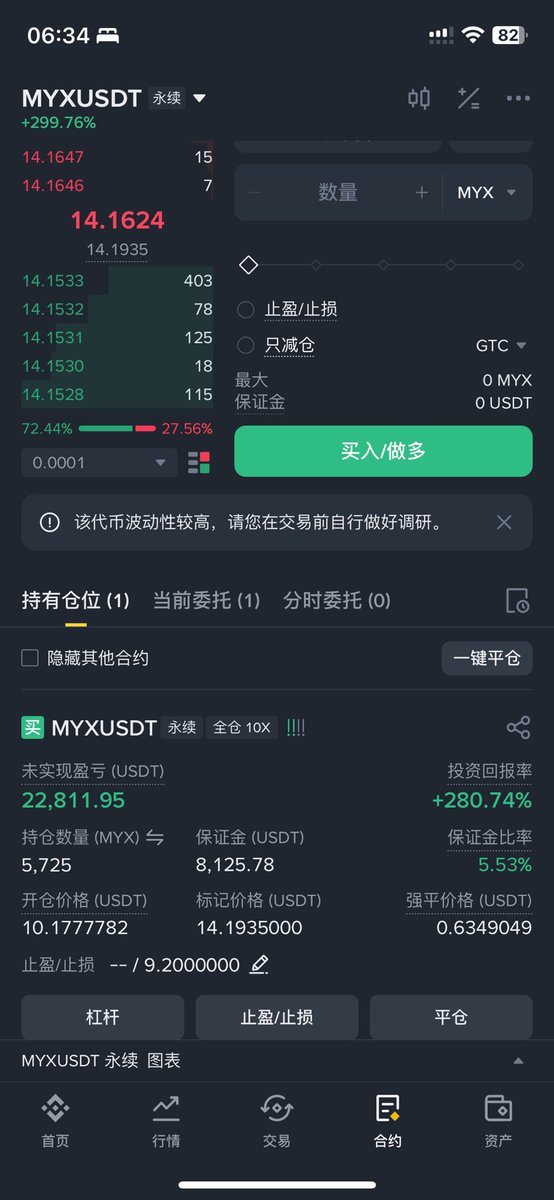 06:34
82
MYXUSDT 永续
+299.76%
14.1647 15
14.1646 7
14.1624
14.1935
14.1533 403
14.1532 78
14.1531 125
14.1530 18
14.1528 115
72.44% 27.56%
0.0001
数量 + MYX
止盈/止损
只减仓 GTC
最大 0 MYX
保证金 0 USDT
买入/做多
该代币波动性较高，请您在交易前自行做好调研。
持有仓位 (1) 当前委托 (1) 分时委托 (0)
隐藏其他合约 一键平仓
买 MYXUSDT 永续 全仓 10X !!!!
未实现盈亏 (USDT) 投资回报率
22,811.95 +280.74%
持仓数量 (MYX) 保证金 (USDT) 保证金比率
5,725 8,125.78 5.53%
开仓价格 (USDT) 标记价格 (USDT) 强平价格 (USDT)
10.1777782 14.1935000 0.6349049
止盈/止损 -- / 9.2000000
杠杆 止盈/止损 平仓
MYXUSDT 永续 图表
首页 行情 交易 合约 资产